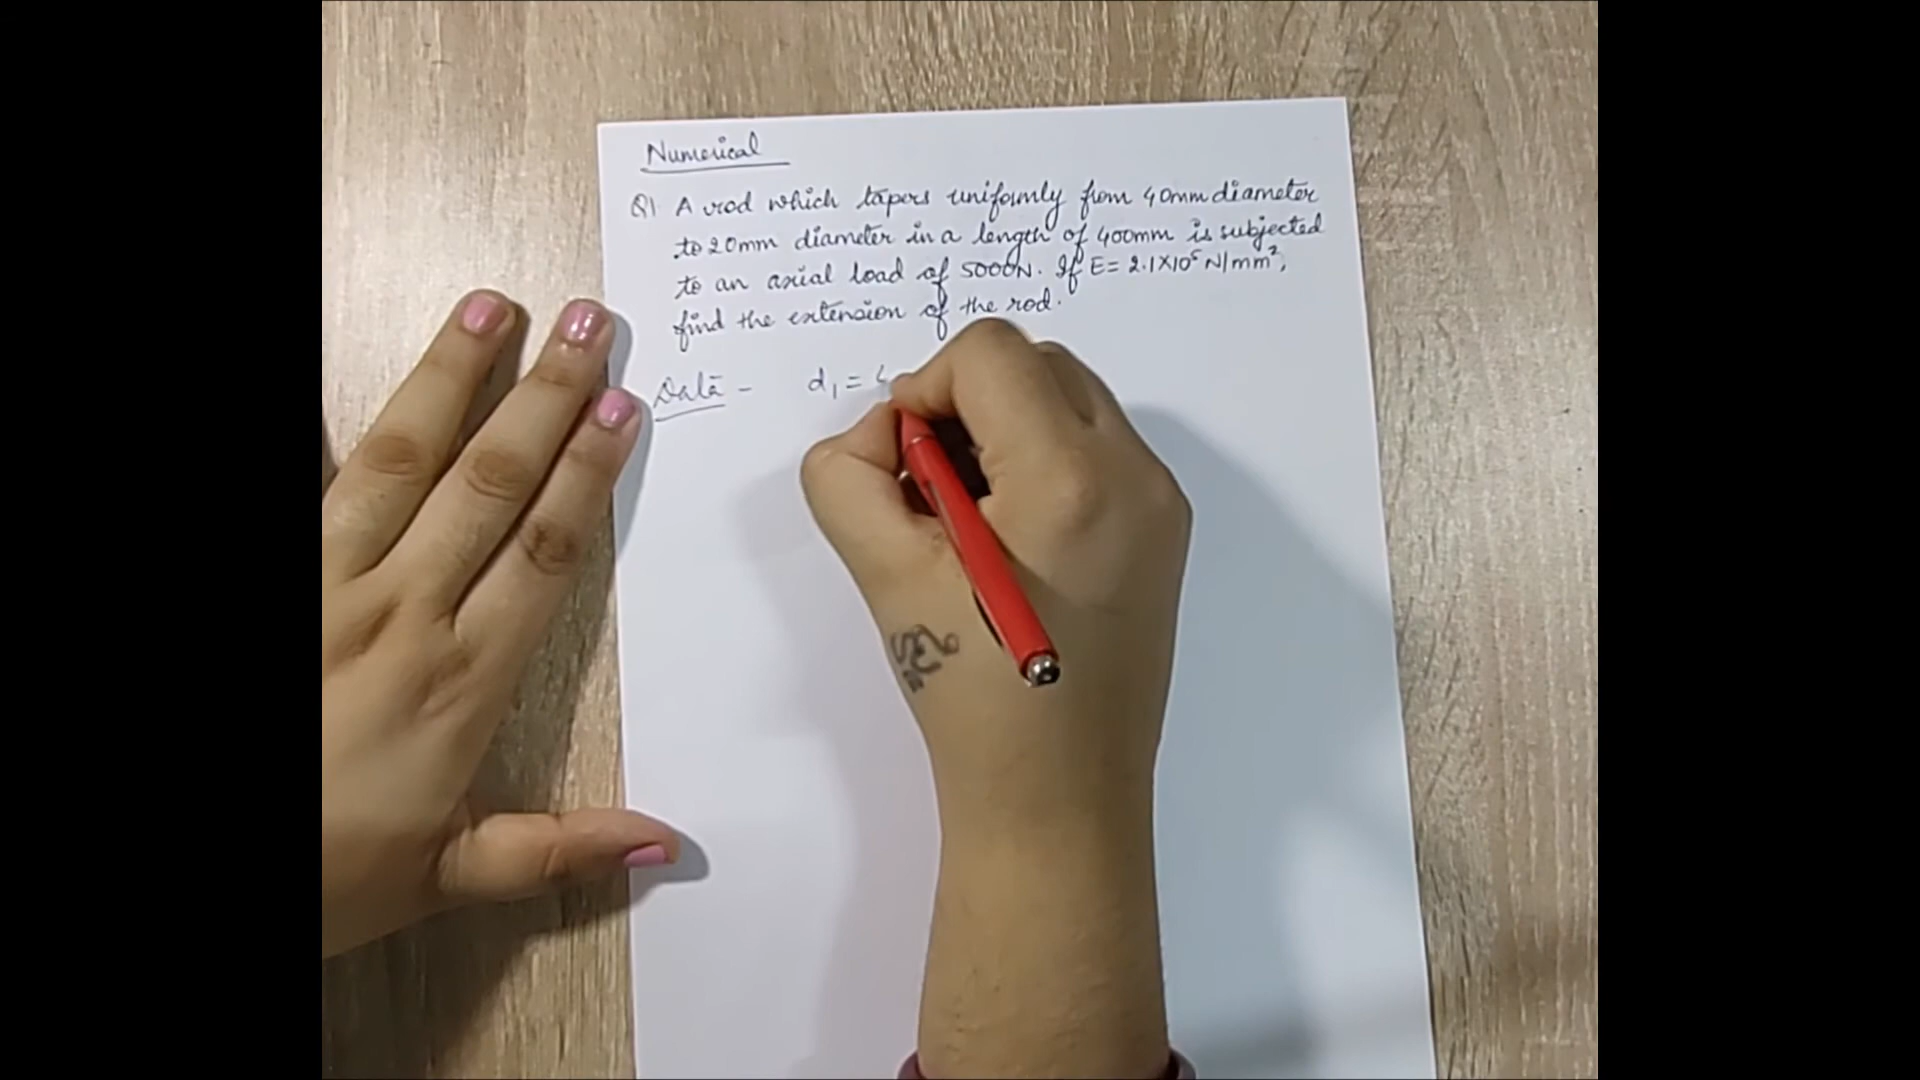 Numerical
Q1 A rod which tapers uniformly from 40mm diameter
to 20mm diameter in a length of 400mm is subjected
to an axial load of 5000N. If E = 2.1×10⁵ N/mm²,
find the extension of the rod.
Data - d₁ = 4
ॐ